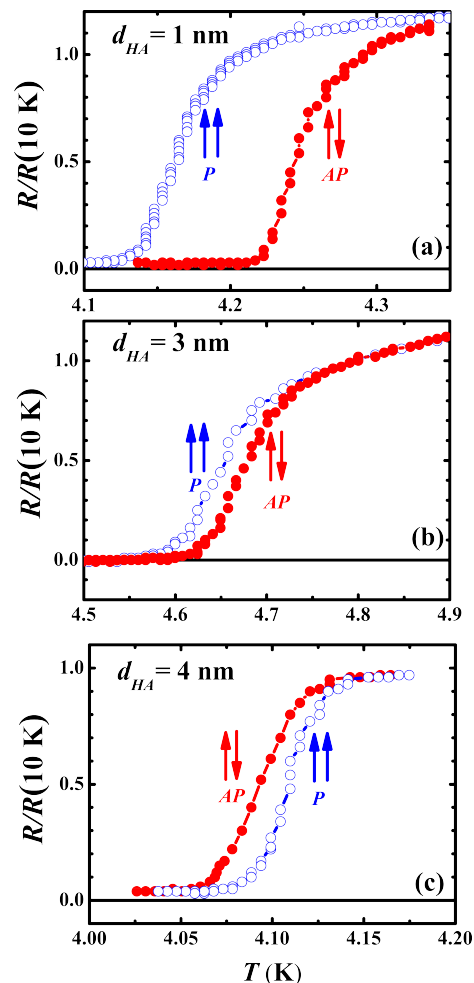 d_HA = 1 nm
R/R(10 K)
1.0
0.5
0.0
P
AP
(a)
4.1 4.2 4.3
d_HA = 3 nm
R/R(10 K)
1.0
0.5
0.0
P
AP
(b)
4.5 4.6 4.7 4.8 4.9
d_HA = 4 nm
R/R(10 K)
1.0
0.5
0.0
AP
P
(c)
4.00 4.05 4.10 4.15 4.20
T (K)